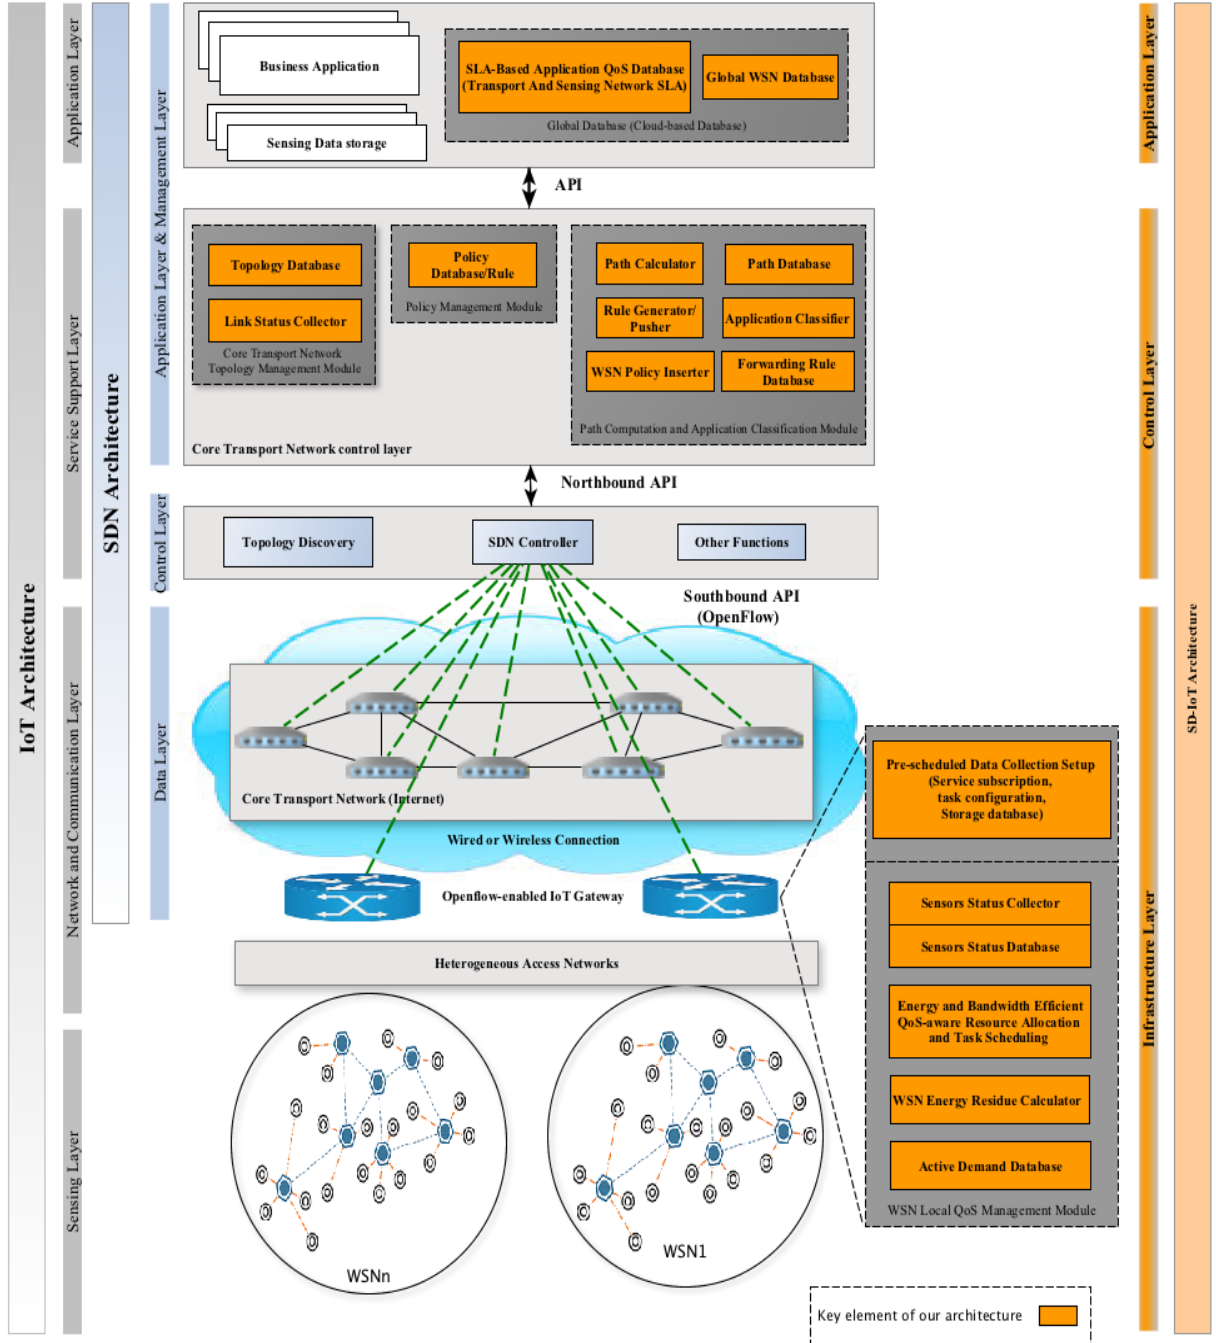 IoT Architecture
Application Layer
Service Support Layer
Network and Communication Layer
Sensing Layer
SDN Architecture
Application Layer & Management Layer
Control Layer
Data Layer
Business Application
Sensing Data storage
SLA-Based Application QoS Database
(Transport And Sensing Network SLA)
Global WSN Database
Global Database (Cloud-based Database)
API
Topology Database
Link Status Collector
Core Transport Network
Topology Management Module
Policy
Database/Rule
Policy Management Module
Path Calculator
Path Database
Rule Generator/
Pusher
Application Classifier
WSN Policy Inserter
Forwarding Rule
Database
Path Computation and Application Classification Module
Core Transport Network control layer
Northbound API
Topology Discovery
SDN Controller
Other Functions
Southbound API
(OpenFlow)
Core Transport Network (Internet)
Wired or Wireless Connection
Openflow-enabled IoT Gateway
Heterogeneous Access Networks
WSNn
WSN1
Pre-scheduled Data Collection Setup
(Service subscription,
task configuration,
Storage database)
Sensors Status Collector
Sensors Status Database
Energy and Bandwidth Efficient
QoS-aware Resource Allocation
and Task Scheduling
WSN Energy Residue Calculator
Active Demand Database
WSN Local QoS Management Module
Key element of our architecture
Application Layer
Control Layer
Infrastructure Layer
SD-IoT Architecture